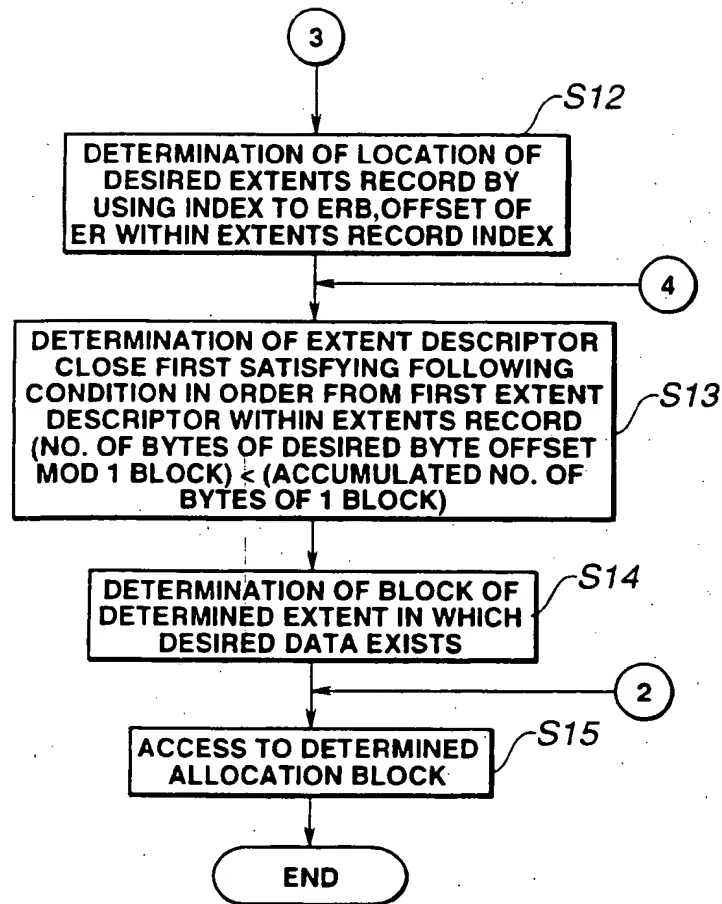 3
S12
DETERMINATION OF LOCATION OF
DESIRED EXTENTS RECORD BY
USING INDEX TO ERB,OFFSET OF
ER WITHIN EXTENTS RECORD INDEX
4
DETERMINATION OF EXTENT DESCRIPTOR
CLOSE FIRST SATISFYING FOLLOWING
CONDITION IN ORDER FROM FIRST EXTENT
DESCRIPTOR WITHIN EXTENTS RECORD
(NO. OF BYTES OF DESIRED BYTE OFFSET
MOD 1 BLOCK) < (ACCUMULATED NO. OF
BYTES OF 1 BLOCK)
S13
S14
DETERMINATION OF BLOCK OF
DETERMINED EXTENT IN WHICH
DESIRED DATA EXISTS
2
S15
ACCESS TO DETERMINED
ALLOCATION BLOCK
END